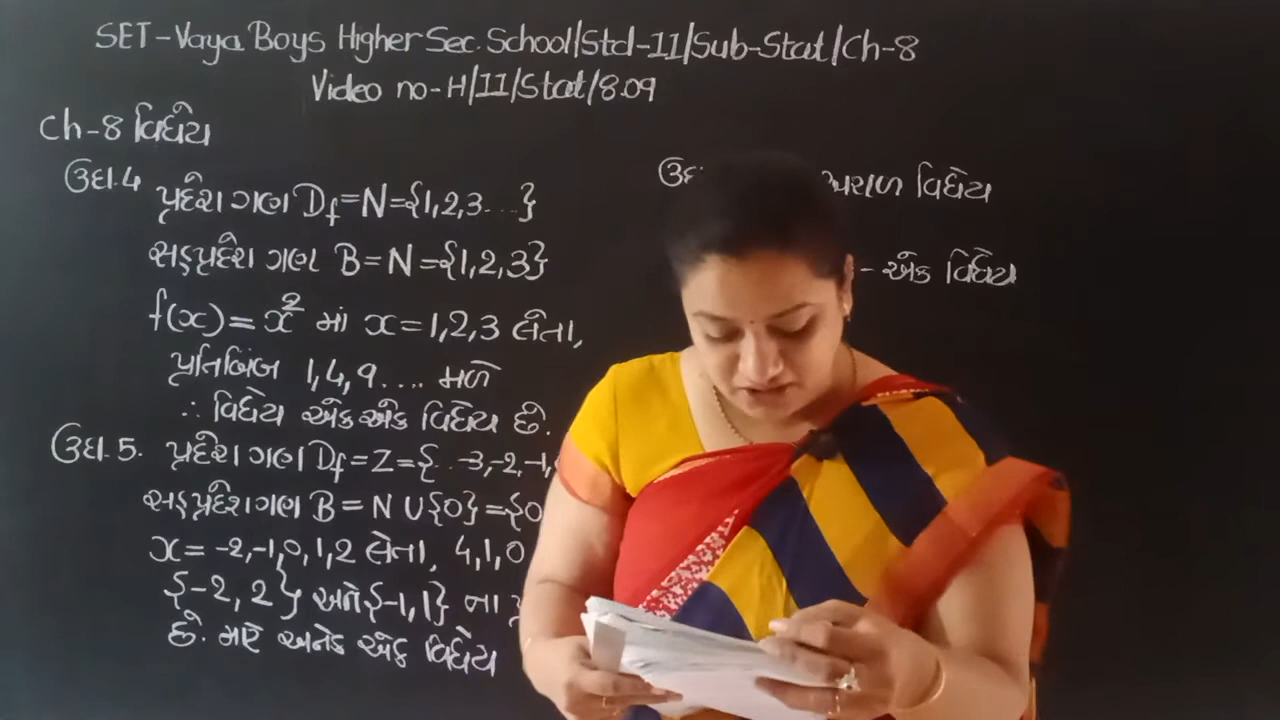 SET-Vaya Boys Higher Sec. School/Std-11/Sub-Stat/Ch-8
Video no-H/11/Stat/8.09
Ch-8 વિધેય
ઉદા.4 પ્રદેશ ગણ Df=N={1,2,3...}
સહપ્રદેશ ગણ B=N={1,2,3}
f(x)=x² માં x=1,2,3 લેતા,
પ્રતિબિંબ 1,4,9.... મળે
∴ વિધેય એક એક વિધેય છે.
ઉદા.5. પ્રદેશ ગણ Df=Z={..-3,-2,-1,
સહપ્રદેશ ગણ B=N∪{0}={0
x=-2,-1,0,1,2 લેતા, 4,1,0
{-2,2} અને {-1,1} ના
છે. માટે અનેક એક વિધેય
ઉદા વિધેય
- એક વિધેય